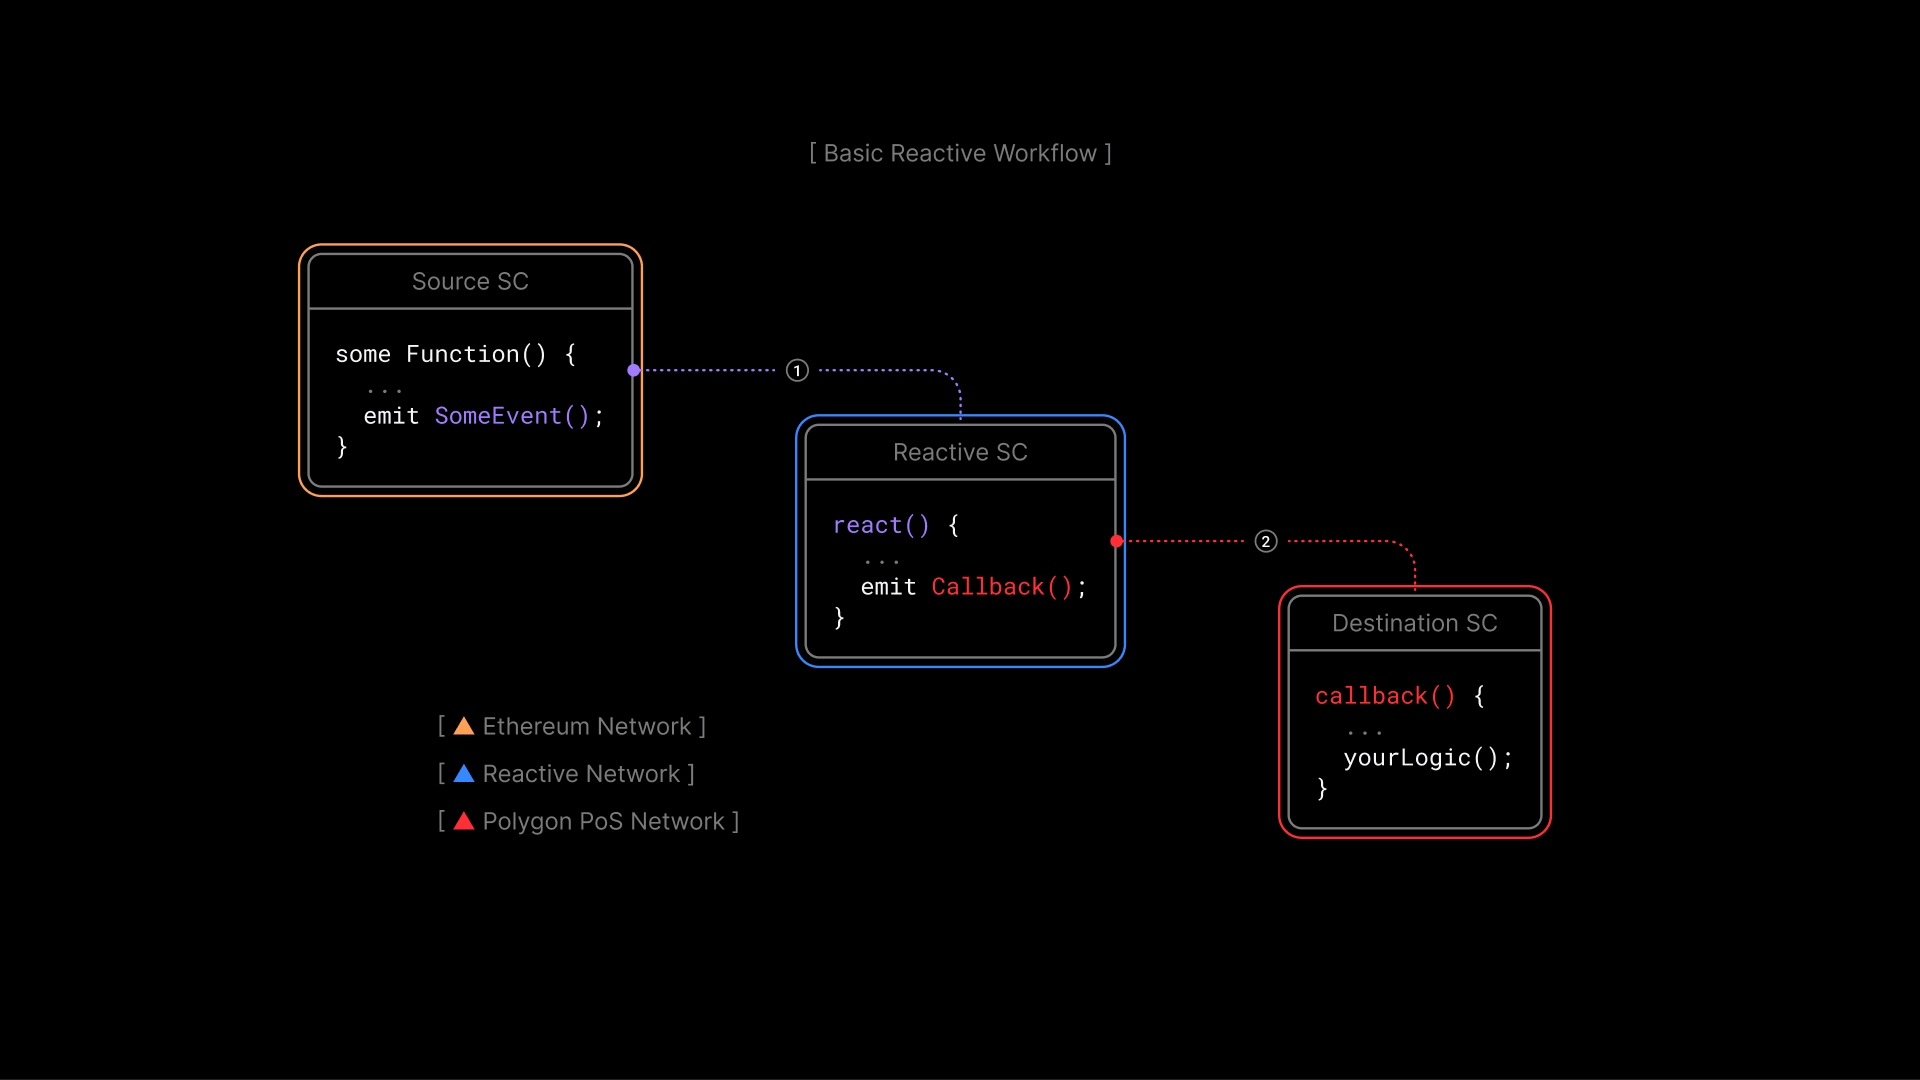 [ Basic Reactive Workflow ]
Source SC
some Function() {
...
emit SomeEvent();
}
1
Reactive SC
react() {
...
emit Callback();
}
2
Destination SC
callback() {
...
yourLogic();
}
[ Ethereum Network ]
[ Reactive Network ]
[ Polygon PoS Network ]